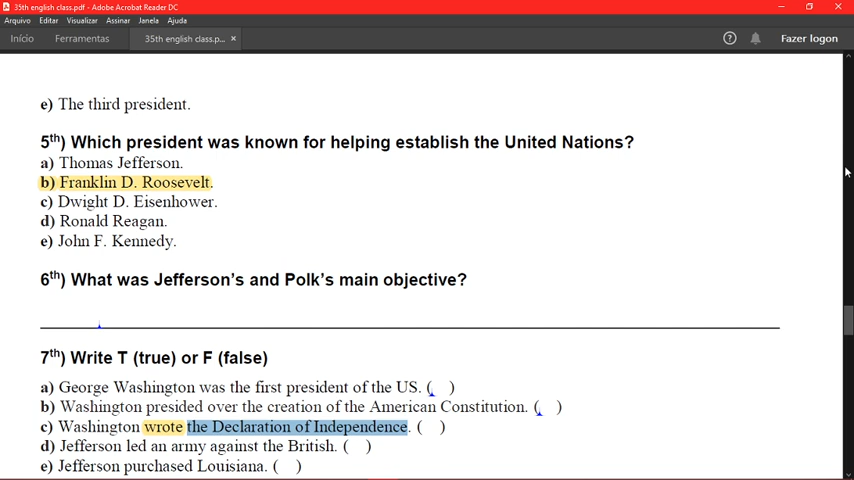 35th english class.pdf - Adobe Acrobat Reader DC
Arquivo Editar Visualizar Assinar Janela Ajuda
Início Ferramentas 35th english class.p... × Fazer logon
e) The third president.
5th) Which president was known for helping establish the United Nations?
a) Thomas Jefferson.
b) Franklin D. Roosevelt.
c) Dwight D. Eisenhower.
d) Ronald Reagan.
e) John F. Kennedy.
6th) What was Jefferson's and Polk's main objective?
7th) Write T (true) or F (false)
a) George Washington was the first president of the US. ( )
b) Washington presided over the creation of the American Constitution. ( )
c) Washington wrote the Declaration of Independence. ( )
d) Jefferson led an army against the British. ( )
e) Jefferson purchased Louisiana. ( )